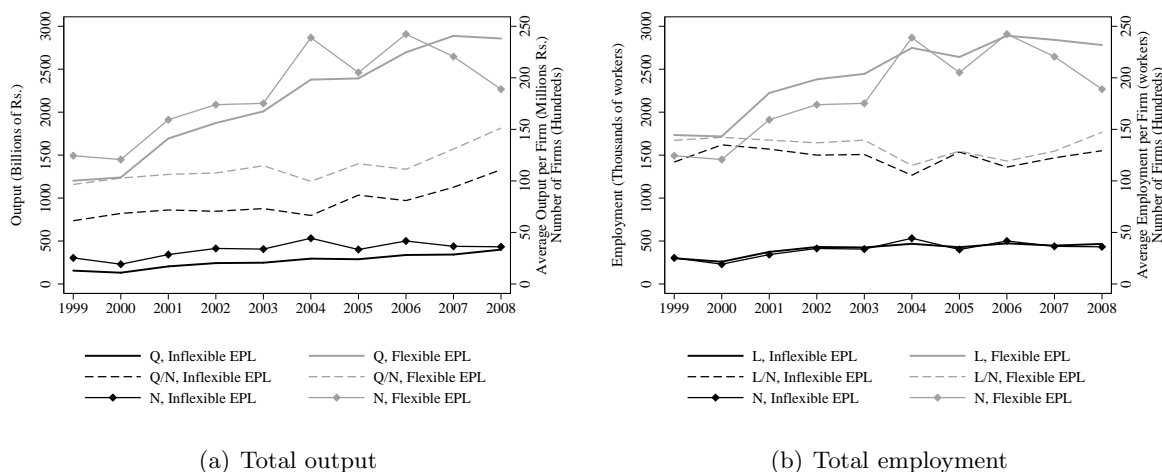 Output (Billions of Rs.)
0 500 1000 1500 2000 2500 3000
Average Output per Firm (Millions Rs.)
Number of Firms (Hundreds)
0 50 100 150 200 250
1999 2000 2001 2002 2003 2004 2005 2006 2007 2008
Q, Inflexible EPL
Q, Flexible EPL
Q/N, Inflexible EPL
Q/N, Flexible EPL
N, Inflexible EPL
N, Flexible EPL
(a) Total output
Employment (Thousands of workers)
0 500 1000 1500 2000 2500 3000
Average Employment per Firm (workers)
Number of Firms (Hundreds)
0 50 100 150 200 250
1999 2000 2001 2002 2003 2004 2005 2006 2007 2008
L, Inflexible EPL
L, Flexible EPL
L/N, Inflexible EPL
L/N, Flexible EPL
N, Inflexible EPL
N, Flexible EPL
(b) Total employment